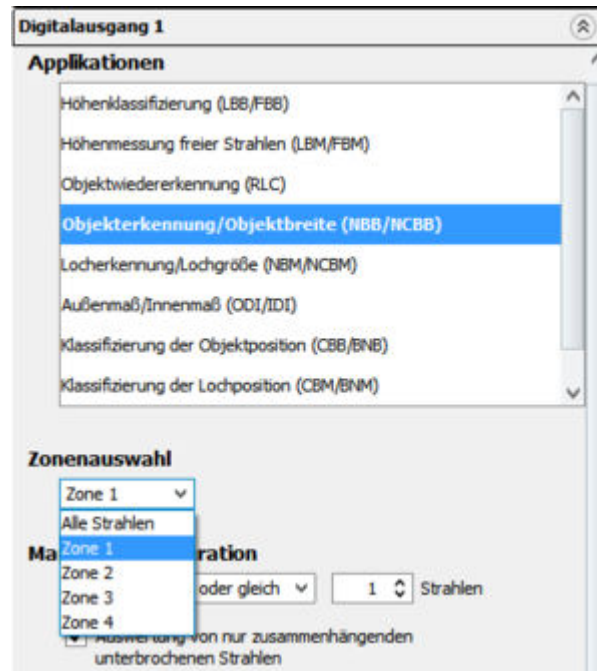 Digitalausgang 1
Applikationen
Höhenklassifizierung (LBB/FBB)
Höhenmessung freier Strahlen (LBM/FBM)
Objektwiedererkennung (RLC)
Objekterkennung/Objektbreite (NBB/NCBB)
Locherkennung/Lochgröße (NBM/NCBM)
Außenmaß/Innenmaß (ODI/IDI)
Klassifizierung der Objektposition (CBB/BNB)
Klassifizierung der Lochposition (CBM/BNM)
Zonenauswahl
Zone 1
Alle Strahlen
Zone 1
Zone 2
Zone 3
Zone 4
oder gleich 1 Strahlen
Auswertung von nur zusammenhängenden
unterbrochenen Strahlen